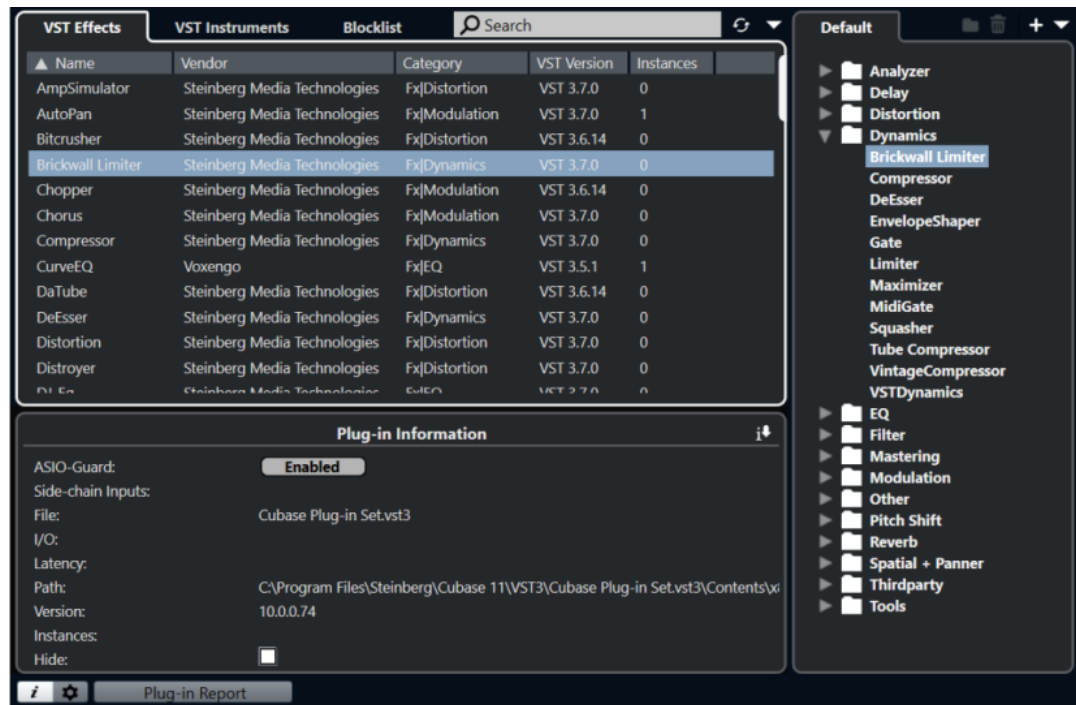 VST Effects VST Instruments Blocklist Search
Name Vendor Category VST Version Instances
AmpSimulator Steinberg Media Technologies Fx|Distortion VST 3.7.0 0
AutoPan Steinberg Media Technologies Fx|Modulation VST 3.7.0 1
Bitcrusher Steinberg Media Technologies Fx|Distortion VST 3.6.14 0
Brickwall Limiter Steinberg Media Technologies Fx|Dynamics VST 3.7.0 0
Chopper Steinberg Media Technologies Fx|Modulation VST 3.6.14 0
Chorus Steinberg Media Technologies Fx|Modulation VST 3.7.0 0
Compressor Steinberg Media Technologies Fx|Dynamics VST 3.7.0 0
CurveEQ Voxengo Fx|EQ VST 3.5.1 1
DaTube Steinberg Media Technologies Fx|Distortion VST 3.6.14 0
DeEsser Steinberg Media Technologies Fx|Dynamics VST 3.7.0 0
Distortion Steinberg Media Technologies Fx|Distortion VST 3.7.0 0
Distroyer Steinberg Media Technologies Fx|Distortion VST 3.7.0 0
Steinberg Media Technologies Fx|EQ VST 3.7.0 0
Plug-in Information
ASIO-Guard: Enabled
Side-chain Inputs:
File: Cubase Plug-in Set.vst3
I/O:
Latency:
Path: C:\Program Files\Steinberg\Cubase 11\VST3\Cubase Plug-in Set.vst3\Contents\
Version: 10.0.0.74
Instances:
Hide:
i Plug-in Report
Default
Analyzer
Delay
Distortion
Dynamics
Brickwall Limiter
Compressor
DeEsser
EnvelopeShaper
Gate
Limiter
Maximizer
MidiGate
Squasher
Tube Compressor
VintageCompressor
VSTDynamics
EQ
Filter
Mastering
Modulation
Other
Pitch Shift
Reverb
Spatial + Panner
Thirdparty
Tools